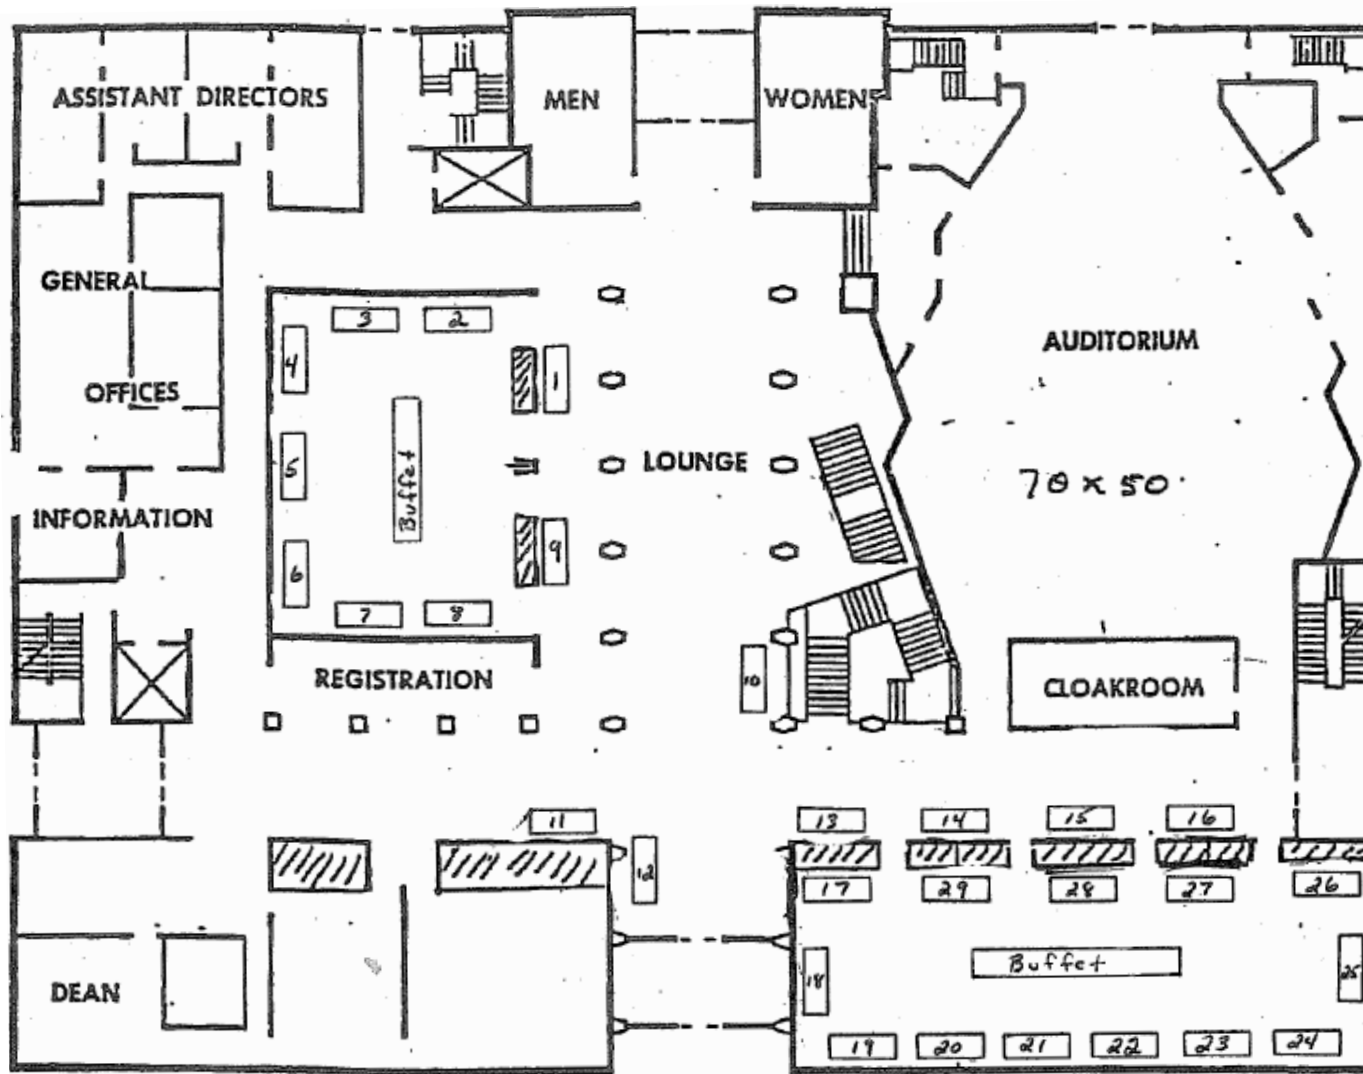 ASSISTANT DIRECTORS
MEN
WOMEN
GENERAL
OFFICES
INFORMATION
3
2
4
1
5
Buffet
9
6
7
8
LOUNGE
AUDITORIUM
70 x 50
REGISTRATION
10
CLOAKROOM
11
12
13
14
15
16
17
29
28
27
26
18
Buffet
25
DEAN
19
20
21
22
23
24